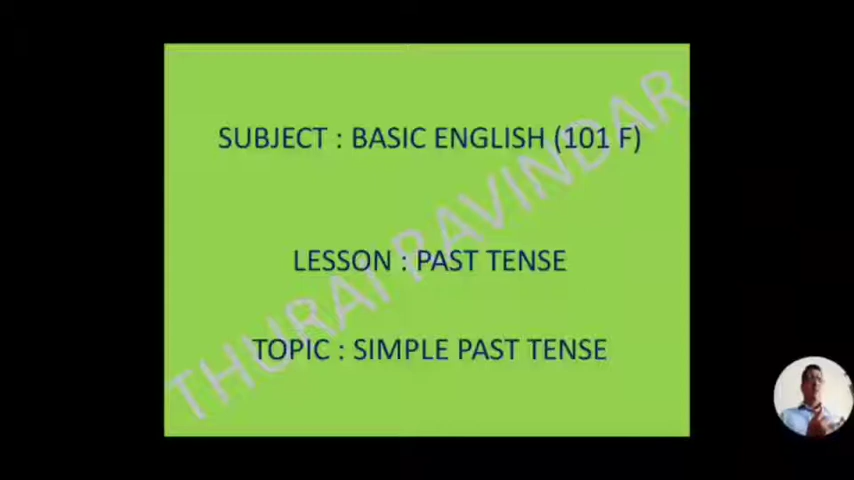 SUBJECT : BASIC ENGLISH (101 F)
LESSON : PAST TENSE
TOPIC : SIMPLE PAST TENSE
THURAI RAVINDAR